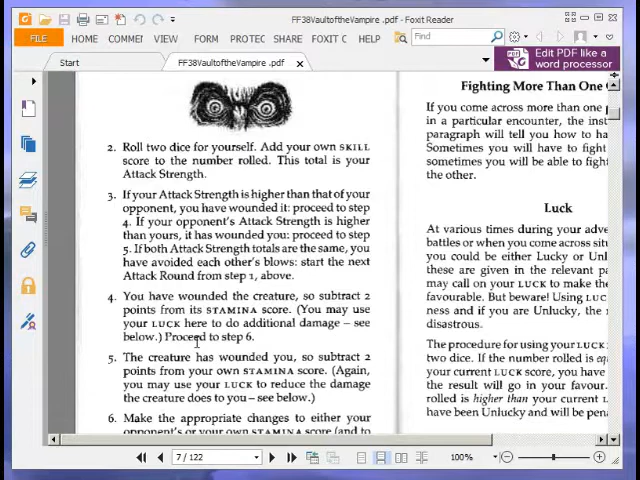 FF38VaultoftheVampire.pdf - Foxit Reader
FILE HOME COMMEI VIEW FORM PROTEC SHARE FOXIT C HELP Find
Start FF38VaultoftheVampire.pdf Edit PDF like a
word processor
2. Roll two dice for yourself. Add your own SKILL
score to the number rolled. This total is your
Attack Strength.
3. If your Attack Strength is higher than that of your
opponent, you have wounded it: proceed to step
4. If your opponent's Attack Strength is higher
than yours, it has wounded you: proceed to step
5. If both Attack Strength totals are the same, you
have avoided each other's blows: start the next
Attack Round from step 1, above.
4. You have wounded the creature, so subtract 2
points from its STAMINA score. (You may use
your LUCK here to do additional damage – see
below.) Proceed to step 6.
5. The creature has wounded you, so subtract 2
points from your own STAMINA score. (Again,
you may use your LUCK to reduce the damage
the creature does to you – see below.)
6. Make the appropriate changes to either your
opponent's or your own STAMINA score (and to
Fighting More Than One
If you come across more than one
in a particular encounter, the inst
paragraph will tell you how to ha
Sometimes you will have to fight
sometimes you will be able to figh
the other.
Luck
At various times during your adve
battles or when you come across situ
you could be either Lucky or Unl
these are given in the relevant pa
may call on your LUCK to make th
favourable. But beware! Using LUC
ness and if you are Unlucky, the r
disastrous.
The procedure for using your LUCK
two dice. If the number rolled is equ
your current LUCK score, you have
the result will go in your favour.
rolled is higher than your current l
have been Unlucky and will be pen
7 / 122 100%